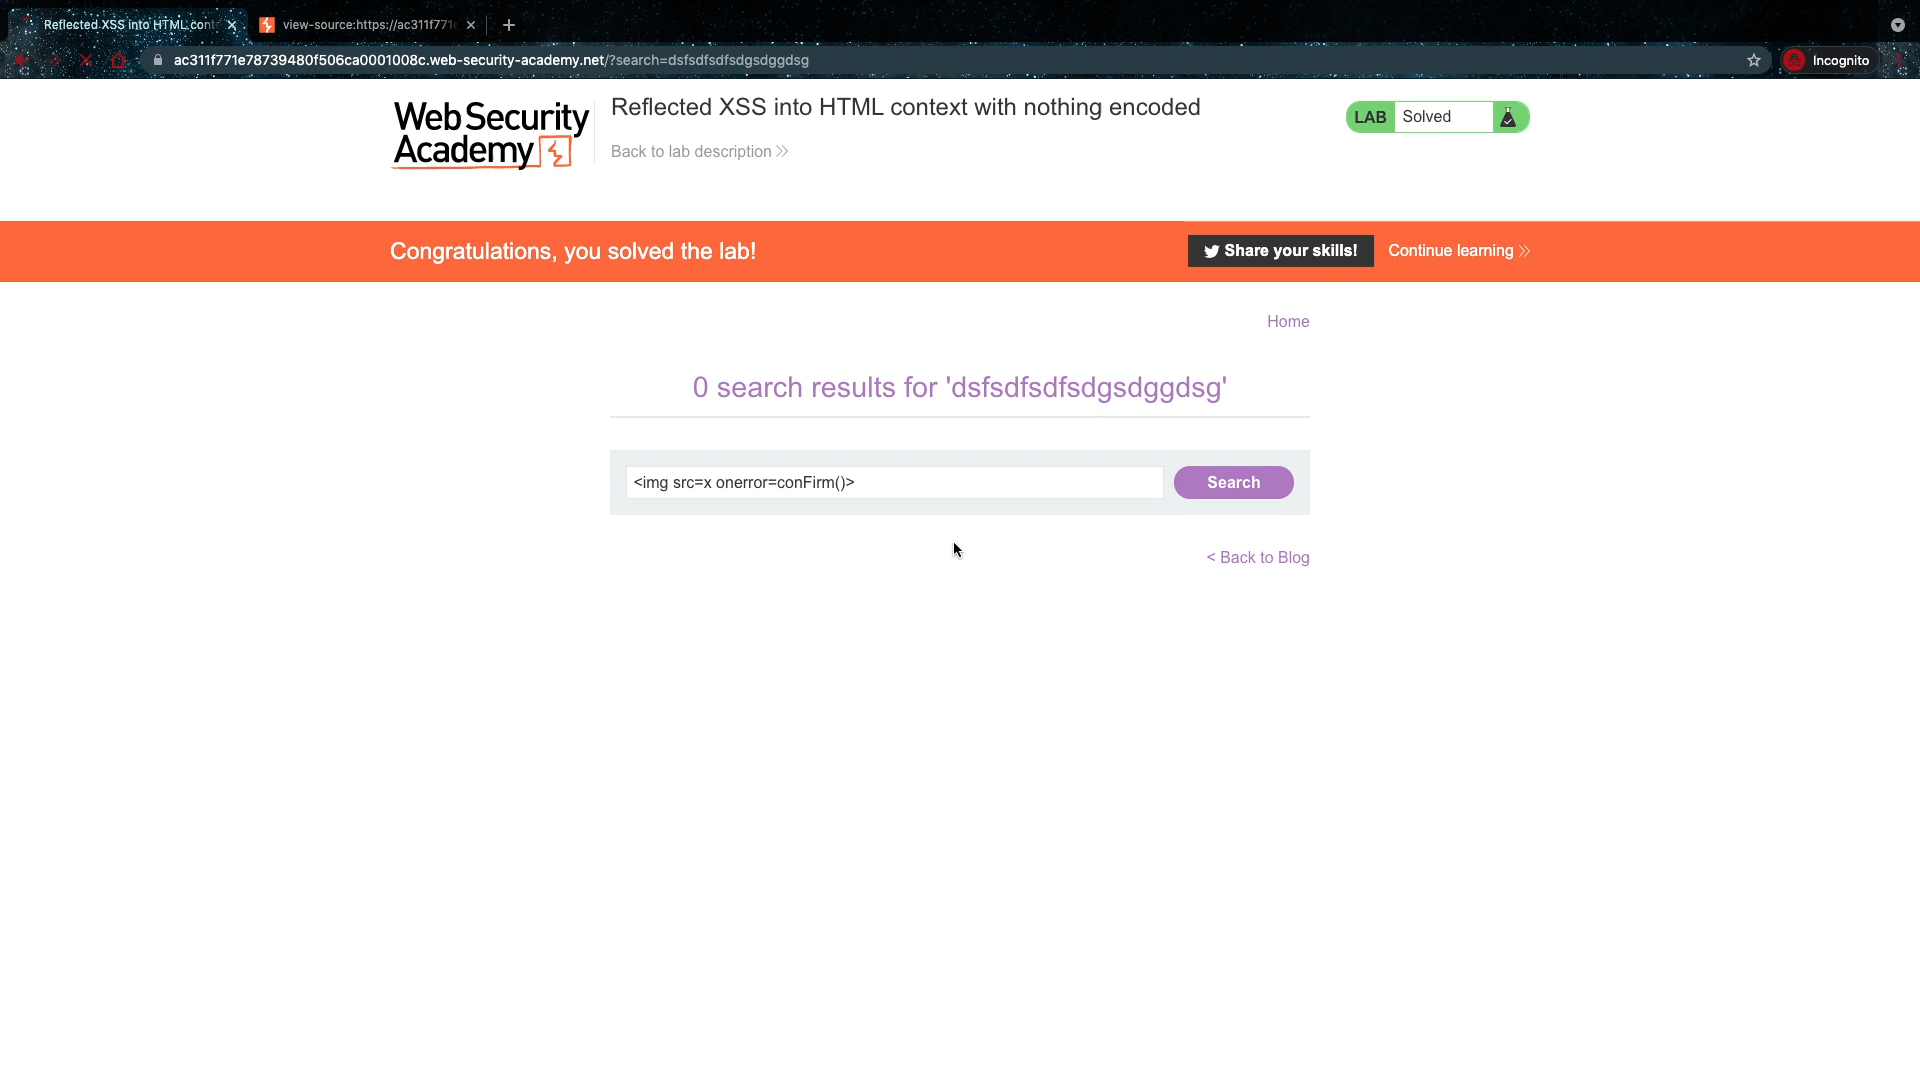 Reflected XSS into HTML con
view-source:https://ac311f771e
ac311f771e78739480f506ca0001008c.web-security-academy.net/?search=dsfsdfsdfsdgsdggdsg
Incognito
Web Security
Academy
Reflected XSS into HTML context with nothing encoded
Back to lab description
LAB Solved
Congratulations, you solved the lab!
Share your skills!
Continue learning
Home
0 search results for 'dsfsdfsdfsdgsdggdsg'
<img src=x onerror=conFirm()>
Search
< Back to Blog